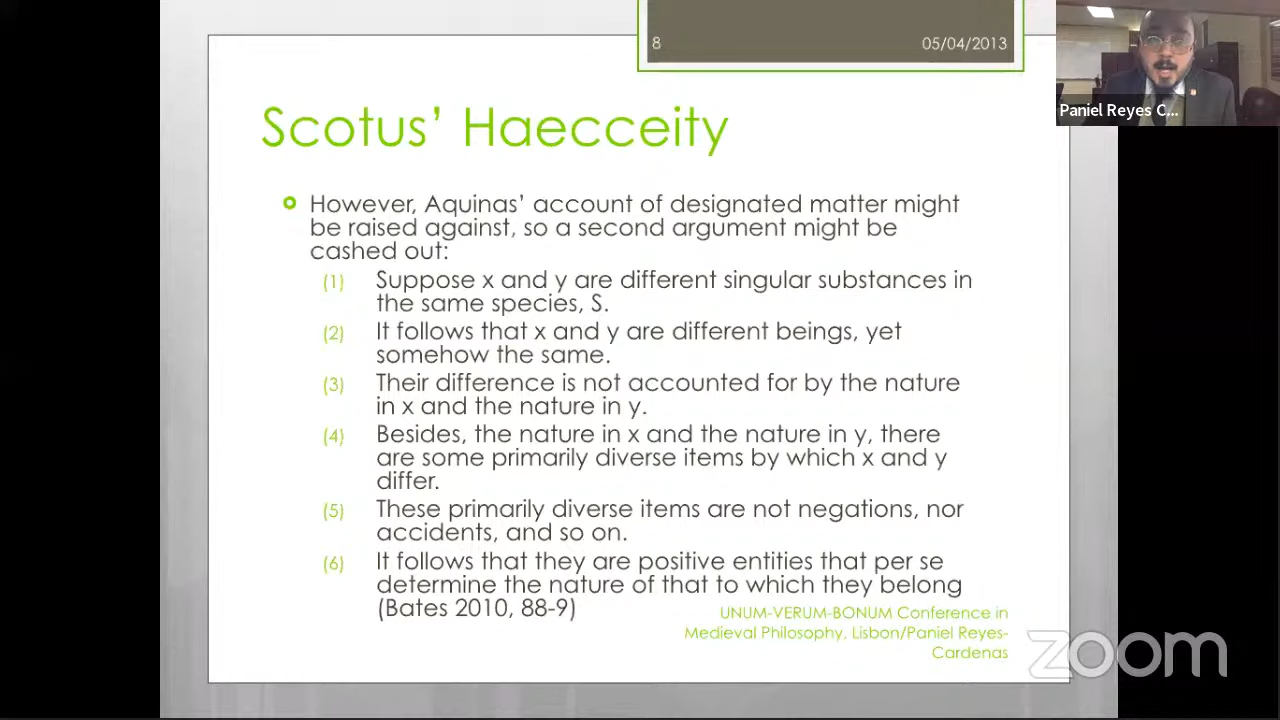 8
05/04/2013
Paniel Reyes C...
Scotus’ Haecceity
However, Aquinas’ account of designated matter might
be raised against, so a second argument might be
cashed out:
(1) Suppose x and y are different singular substances in
the same species, S.
(2) It follows that x and y are different beings, yet
somehow the same.
(3) Their difference is not accounted for by the nature
in x and the nature in y.
(4) Besides, the nature in x and the nature in y, there
are some primarily diverse items by which x and y
differ.
(5) These primarily diverse items are not negations, nor
accidents, and so on.
(6) It follows that they are positive entities that per se
determine the nature of that to which they belong
(Bates 2010, 88-9)
UNUM-VERUM-BONUM Conference in
Medieval Philosophy, Lisbon/Paniel Reyes-
Cardenas
zoom